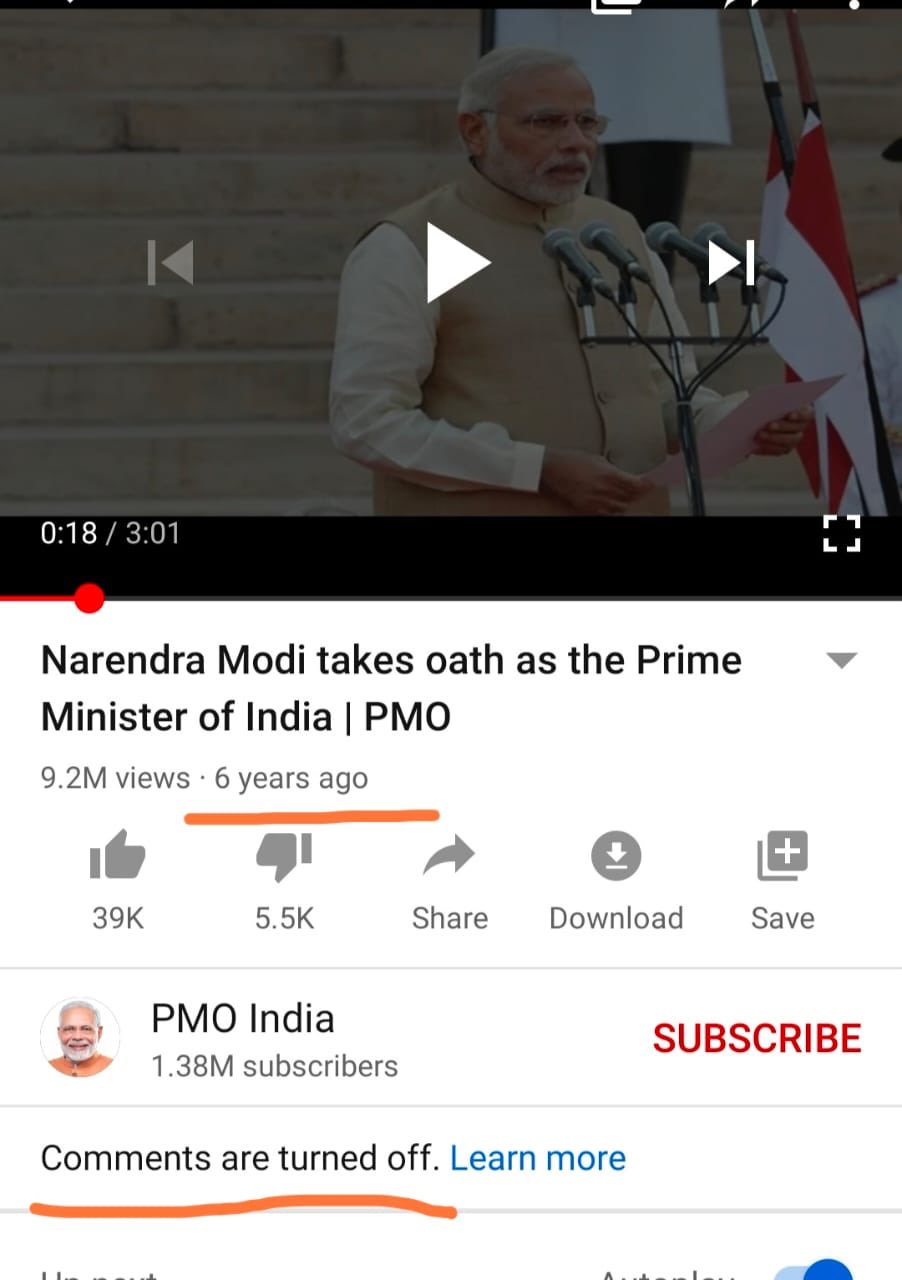 0:18 / 3:01
Narendra Modi takes oath as the Prime
Minister of India | PMO
9.2M views · 6 years ago
39K
5.5K
Share
Download
Save
PMO India
1.38M subscribers
SUBSCRIBE
Comments are turned off. Learn more